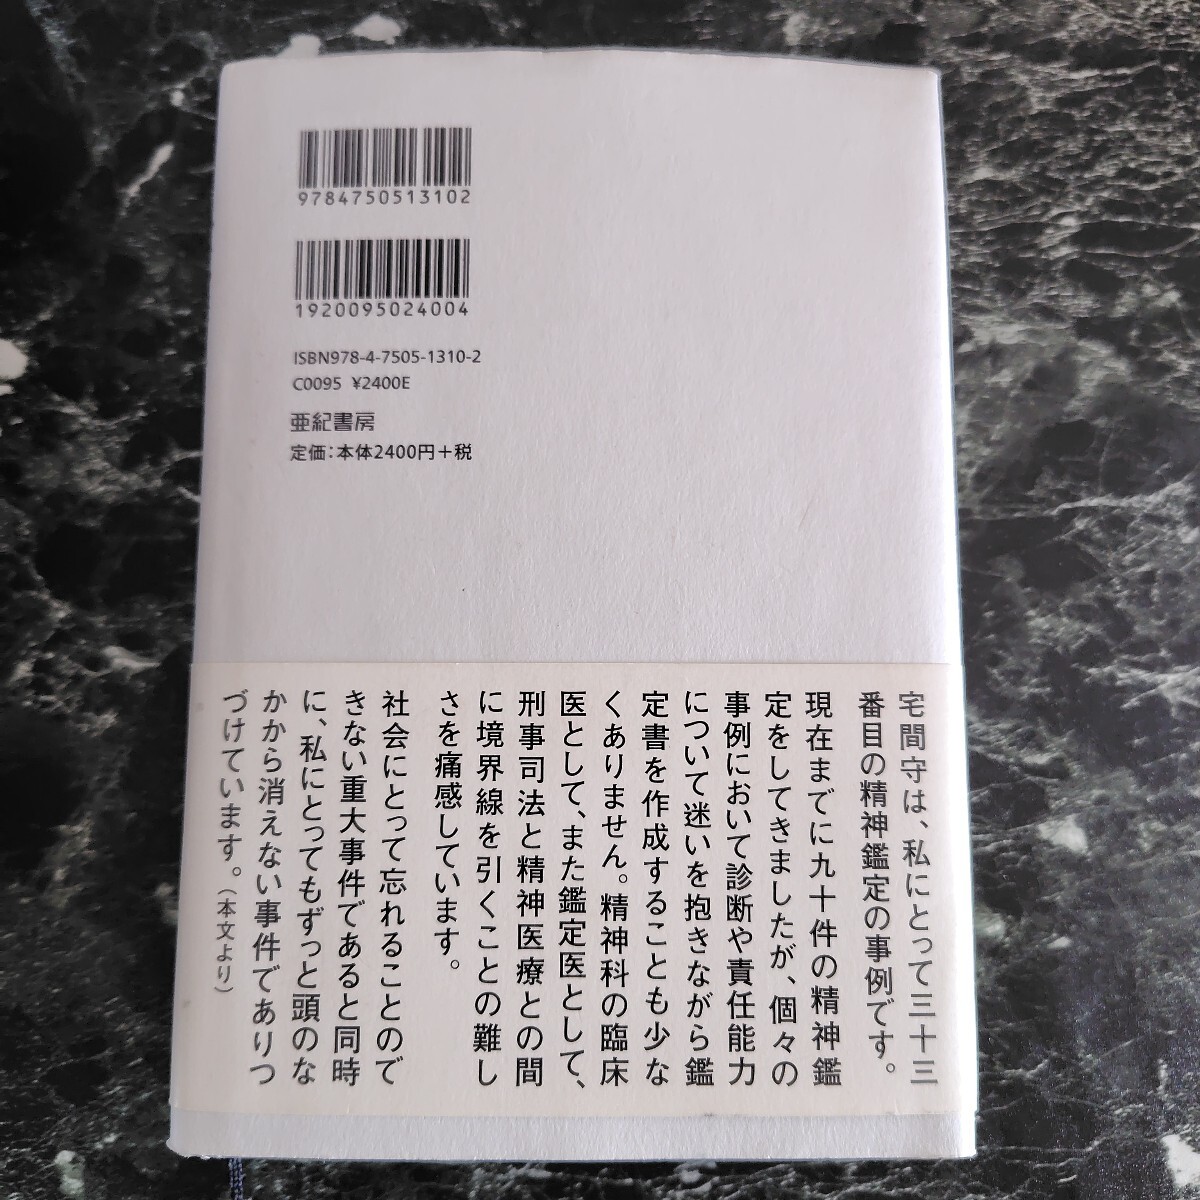 9784750513102
1920095024004
ISBN978-4-7505-1310-2
C0095 ¥2400E
亜紀書房
定価：本体2400円＋税
宅間守は、私にとって三十三
番目の精神鑑定の事例です。
現在までに九十件の精神鑑
定をしてきましたが、個々の
事例において診断や責任能力
について迷いを抱きながら鑑
定書を作成することも少な
くありません。精神科の臨床
医として、また鑑定医として、
刑事司法と精神医療との間
に境界線を引くことの難し
さを痛感しています。
社会にとって忘れることので
きない重大事件であると同時
に、私にとってもずっと頭のな
かから消えない事件でありつ
づけています。（本文より）